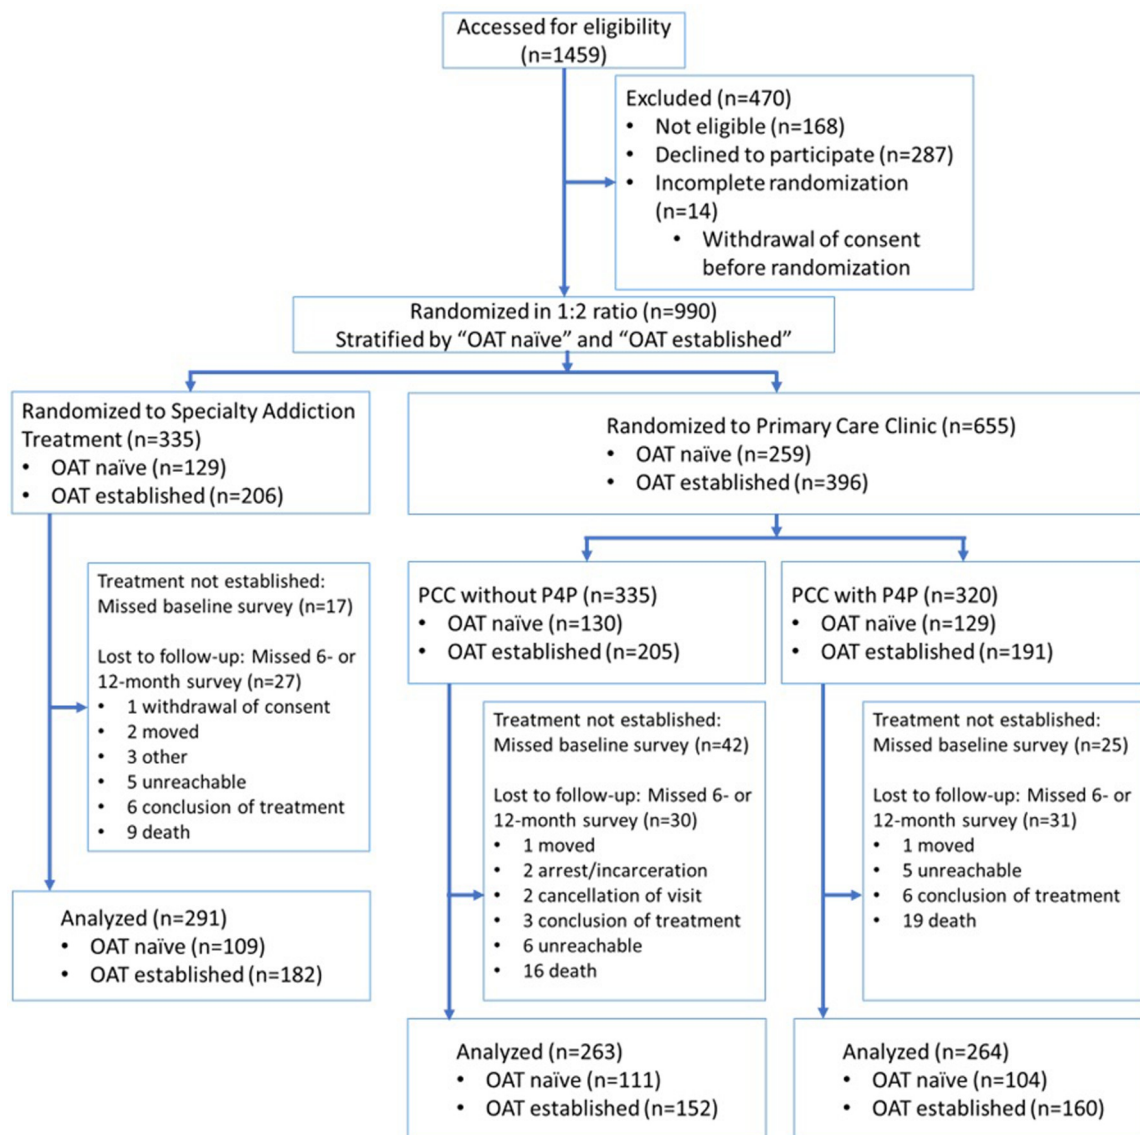 Accessed for eligibility
(n=1459)
Excluded (n=470)
• Not eligible (n=168)
• Declined to participate (n=287)
• Incomplete randomization
(n=14)
• Withdrawal of consent
before randomization
Randomized in 1:2 ratio (n=990)
Stratified by “OAT naïve” and “OAT established”
Randomized to Specialty Addiction
Treatment (n=335)
• OAT naïve (n=129)
• OAT established (n=206)
Randomized to Primary Care Clinic (n=655)
• OAT naïve (n=259)
• OAT established (n=396)
Treatment not established:
Missed baseline survey (n=17)
Lost to follow-up: Missed 6- or
12-month survey (n=27)
• 1 withdrawal of consent
• 2 moved
• 3 other
• 5 unreachable
• 6 conclusion of treatment
• 9 death
PCC without P4P (n=335)
• OAT naïve (n=130)
• OAT established (n=205)
PCC with P4P (n=320)
• OAT naïve (n=129)
• OAT established (n=191)
Treatment not established:
Missed baseline survey (n=42)
Lost to follow-up: Missed 6- or
12-month survey (n=30)
• 1 moved
• 2 arrest/incarceration
• 2 cancellation of visit
• 3 conclusion of treatment
• 6 unreachable
• 16 death
Treatment not established:
Missed baseline survey (n=25)
Lost to follow-up: Missed 6- or
12-month survey (n=31)
• 1 moved
• 5 unreachable
• 6 conclusion of treatment
• 19 death
Analyzed (n=291)
• OAT naïve (n=109)
• OAT established (n=182)
Analyzed (n=263)
• OAT naïve (n=111)
• OAT established (n=152)
Analyzed (n=264)
• OAT naïve (n=104)
• OAT established (n=160)